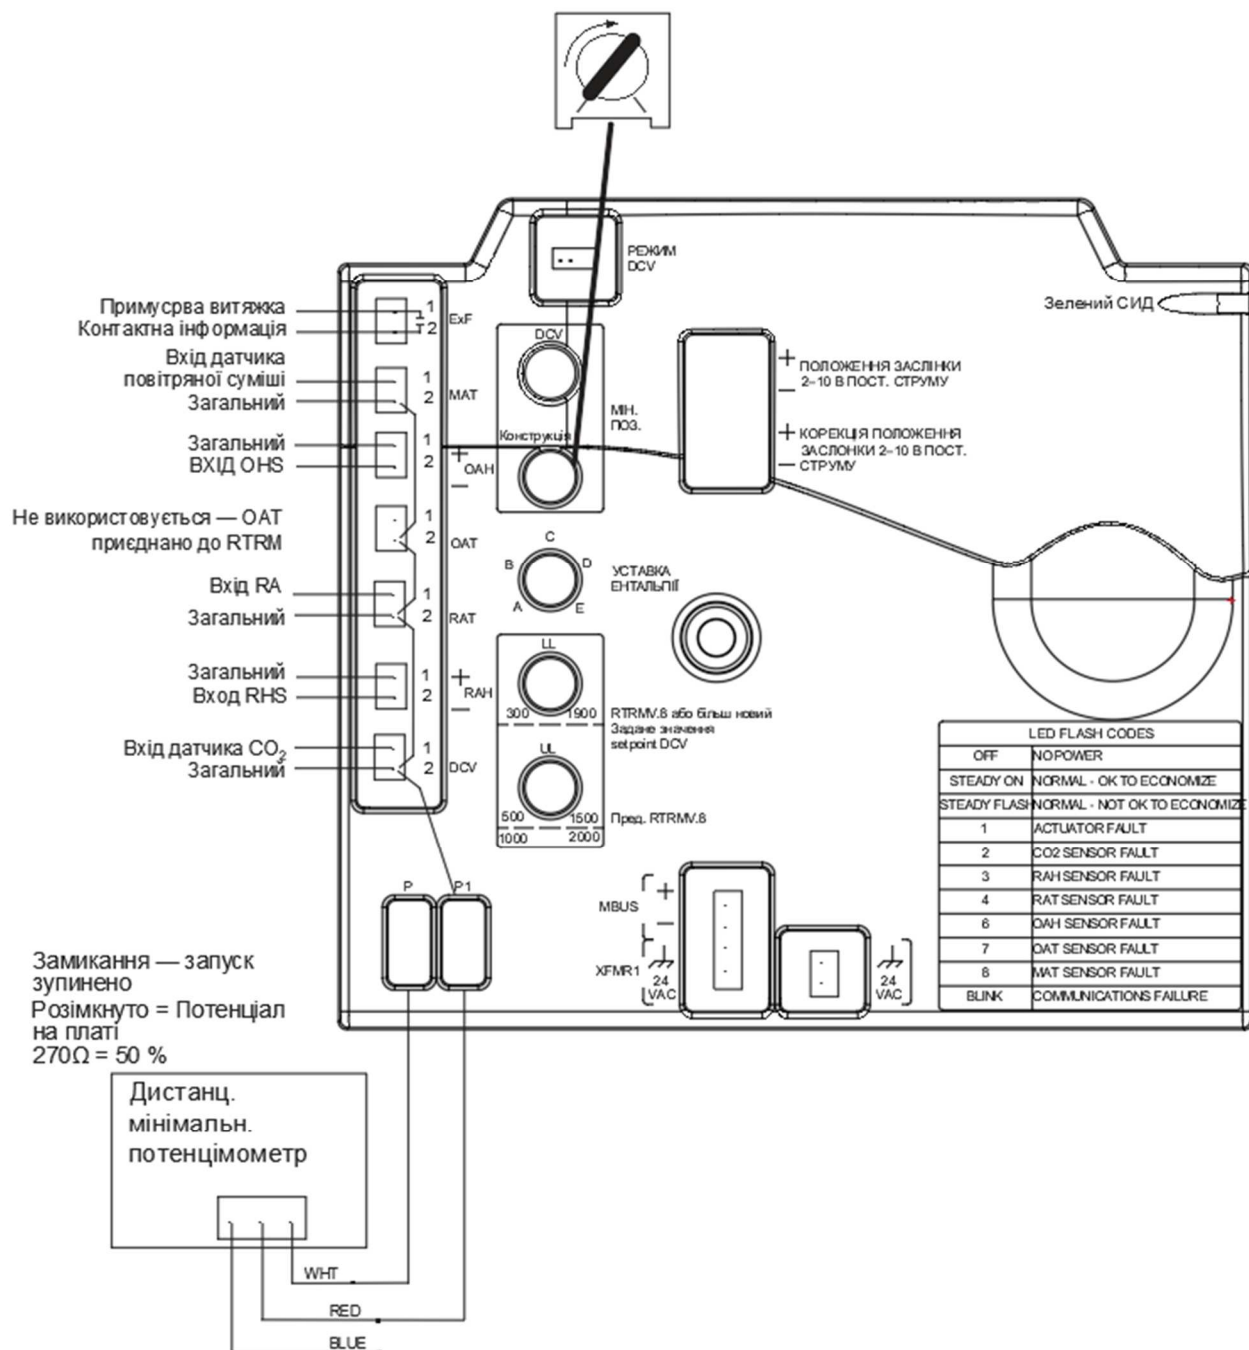 РЕЖИМ
DCV
Зелений СИД
Примусрва витяжка
Контактна інформація
1
2
ExF
Вхід датчика
повітряної суміші
Загальний
1
2
MAT
Загальний
ВХІД OHS
1
2
+
−
OAH
Не використовується — OAT
приєднано до RTRM
1
2
OAT
Вхід RA
Загальний
1
2
RAT
Загальний
Вход RHS
1
2
+
−
RAH
Вхід датчика CO2
Загальний
1
2
DCV
DCV
Конструкція
МІН.
ПОЗ.
+
−
ПОЛОЖЕННЯ ЗАСЛІНКИ
2–10 В ПОСТ. СТРУМУ
+
−
КОРЕКЦІЯ ПОЛОЖЕННЯ
ЗАСЛОНКИ 2–10 В ПОСТ.
СТРУМУ
A
B
C
D
E
УСТАВКА
ЕНТАЛЬПІЇ
LL
300
1900
RTRMV.8 або більш новий
Задане значення
setpoint DCV
UL
500
1500
1000
2000
Пред. RTRMV.8
P
P1
MBUS
+
−
XFMR1
24
VAC
24
VAC
LED FLASH CODES
OFF NO POWER
STEADY ON NORMAL - OK TO ECONOMIZE
STEADY FLASH NORMAL - NOT OK TO ECONOMIZE
1 ACTUATOR FAULT
2 CO2 SENSOR FAULT
3 RAH SENSOR FAULT
4 RAT SENSOR FAULT
6 OAH SENSOR FAULT
7 OAT SENSOR FAULT
8 MAT SENSOR FAULT
BLINK COMMUNICATIONS FAILURE
Замикання — запуск
зупинено
Розімкнуто = Потенціал
на платі
270Ω = 50 %
Дистанц.
мінімальн.
потенцімометр
WHT
RED
BLUE